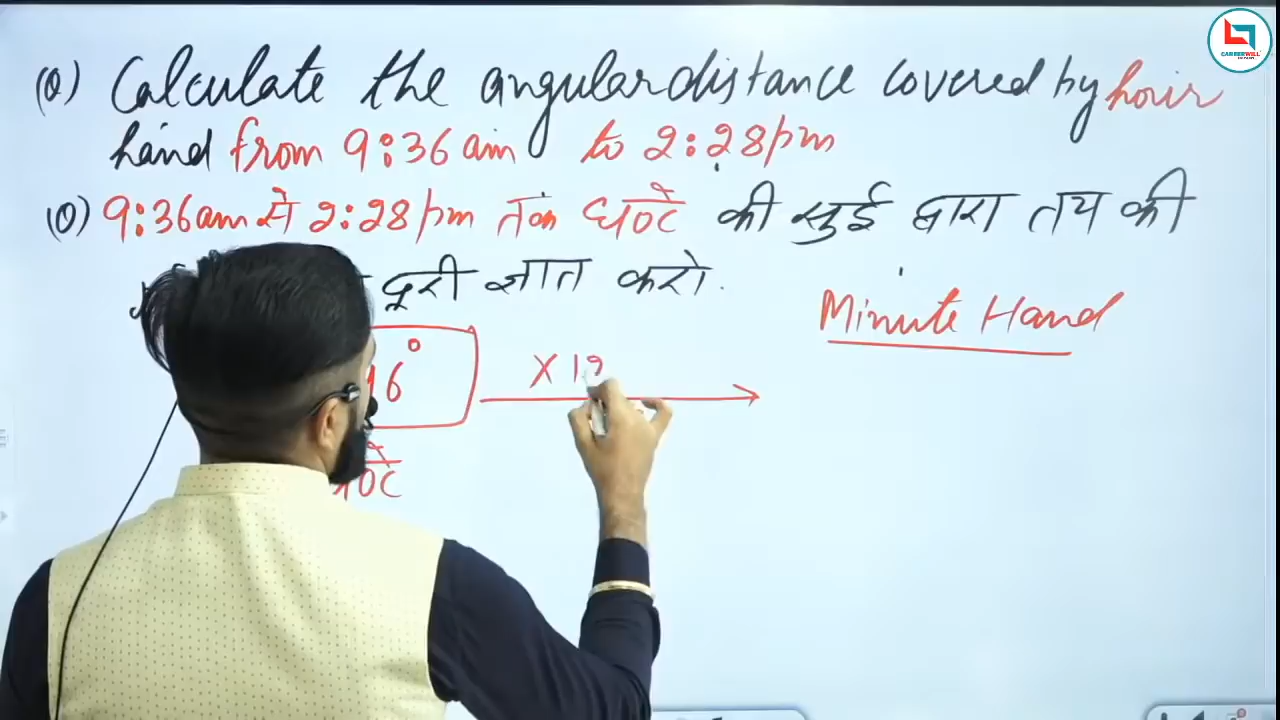 (Q) Calculate the angular distance covered by hour
hand from 9:36 am to 2:28 pm
(Q) 9:36 am से 2:28 pm तक घण्टे की सुई द्वारा तय की
दूरी ज्ञात करो.
Minute Hand
6°
X 12
CAREERWILL